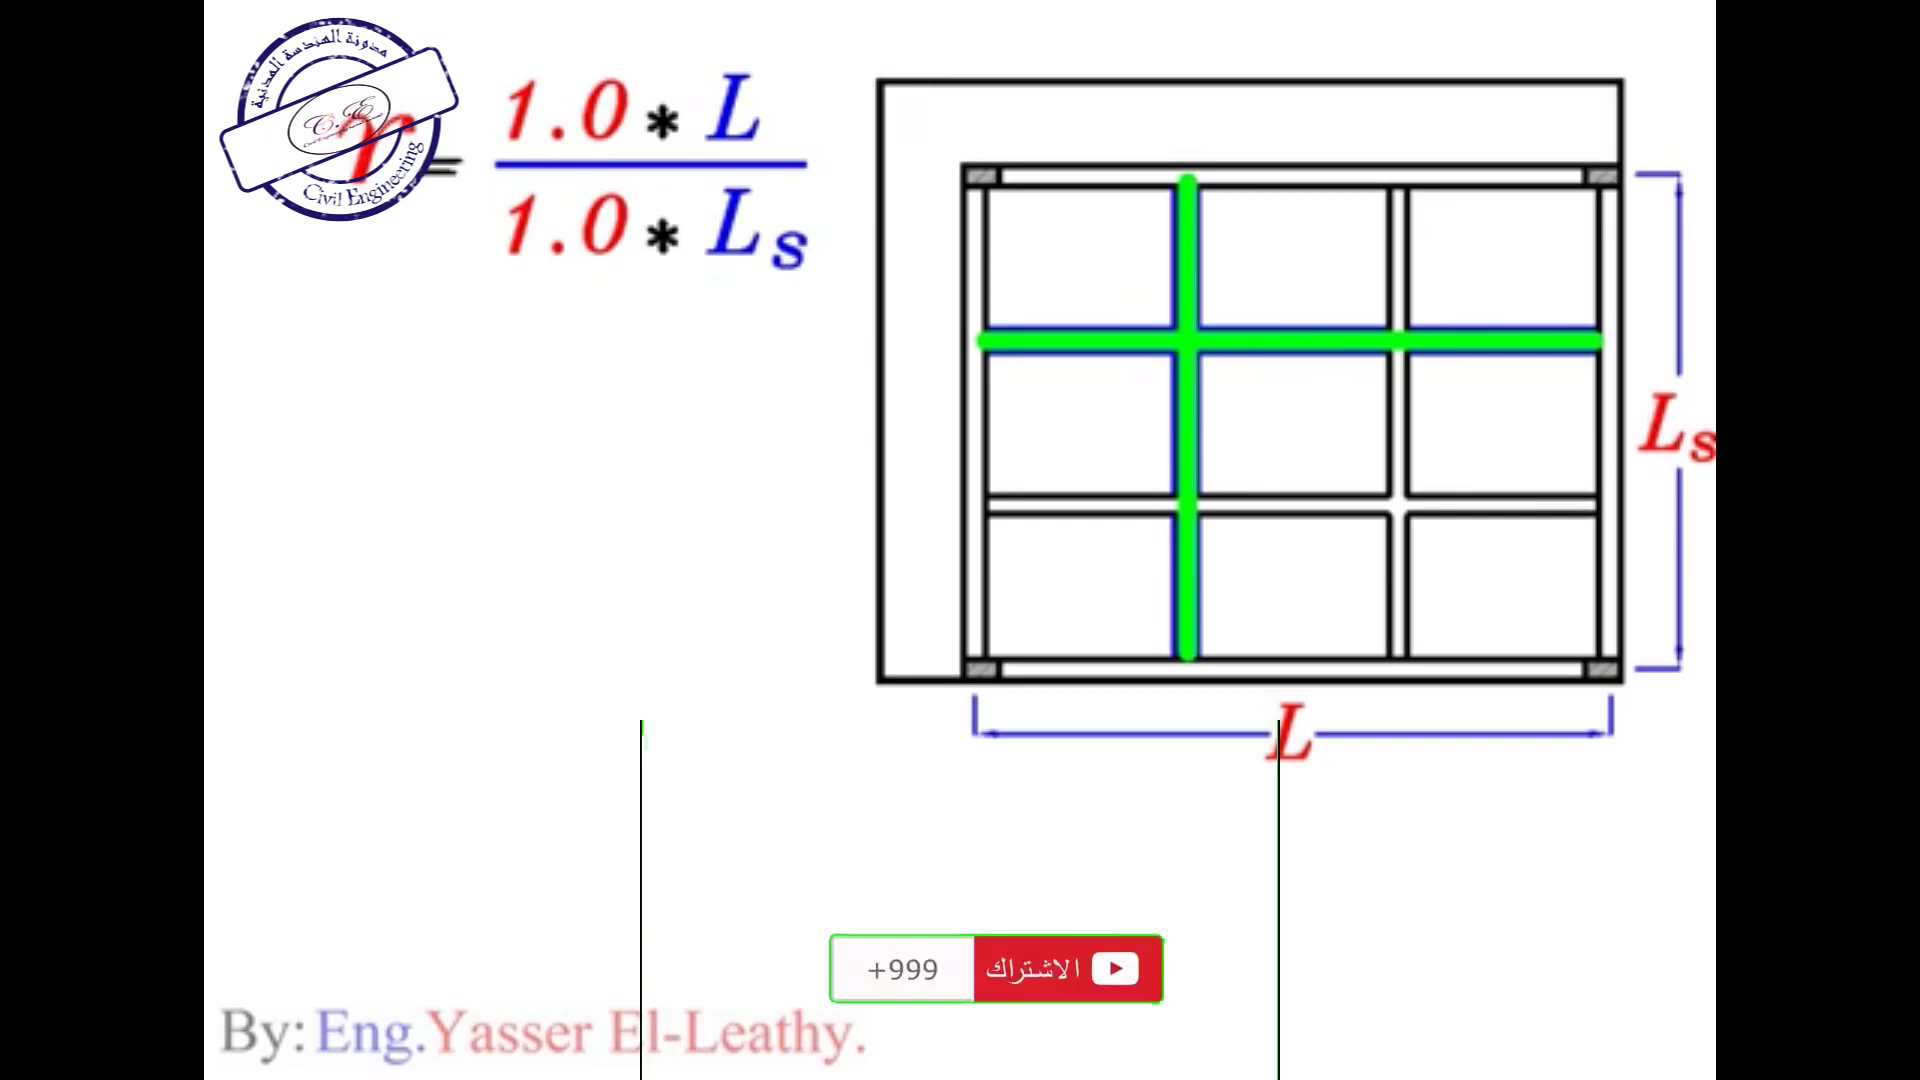 مدونة الهندسة المدنية
C.E
Civil Engineering
r = 1.0 * L
1.0 * Ls
Ls
L
+999 الاشتراك
By: Eng.Yasser El-Leathy.